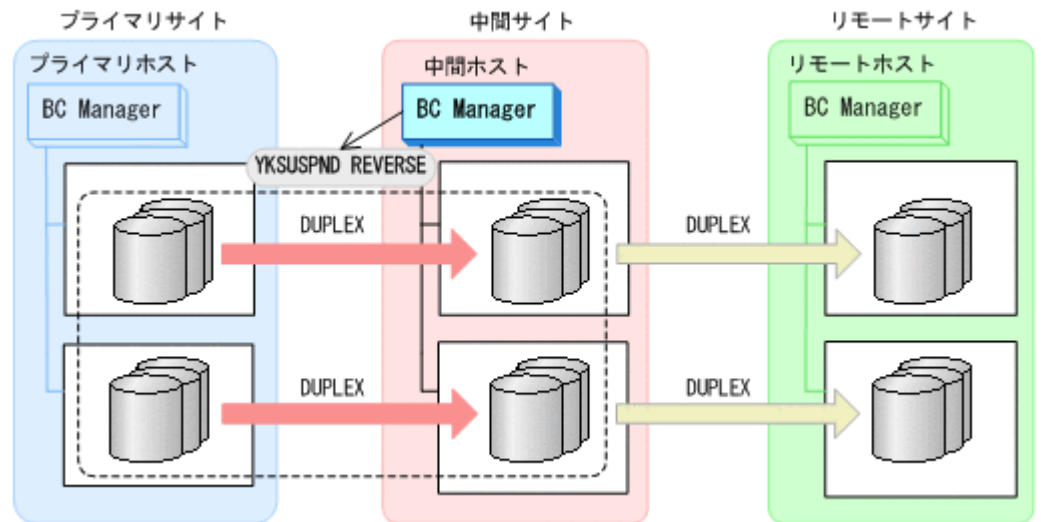 プライマリサイト
中間サイト
リモートサイト
プライマリホスト
中間ホスト
リモートホスト
BC Manager
BC Manager
BC Manager
YKSUSPND REVERSE
DUPLEX
DUPLEX
DUPLEX
DUPLEX